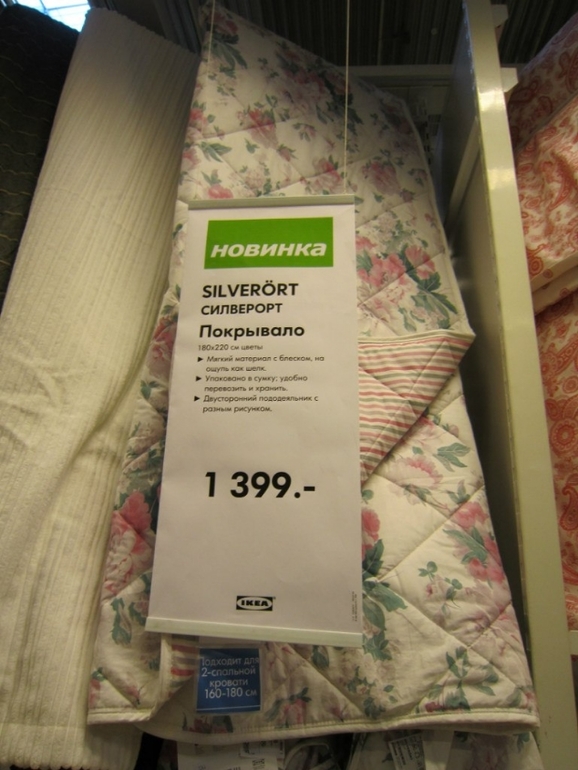 новинка
SILVERÖRT
СИЛВЕРОРТ
Покрывало
180x220 см цветы
▶ Мягкий материал с блеском, на
ощупь как шелк.
▶ Упаковано в сумку; удобно
перевозить и хранить.
▶ Двусторонний пододеяльник с
разным рисунком.
1 399.-
IKEA
Подходит для
2-спальной
кровати
160-180 см